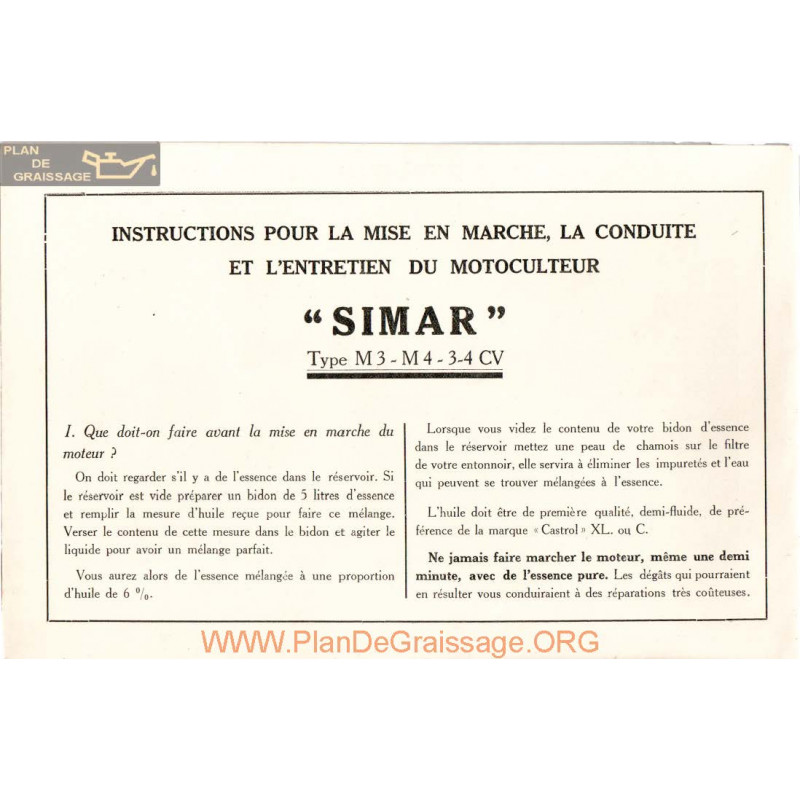 PLAN
DE
GRAISSAGE
INSTRUCTIONS POUR LA MISE EN MARCHE, LA CONDUITE
ET L'ENTRETIEN DU MOTOCULTEUR
“SIMAR”
Type M 3 - M 4 - 3-4 CV
I. Que doit-on faire avant la mise en marche du
moteur ?
On doit regarder s'il y a de l'essence dans le réservoir. Si
le réservoir est vide préparer un bidon de 5 litres d'essence
et remplir la mesure d'huile reçue pour faire ce mélange.
Verser le contenu de cette mesure dans le bidon et agiter le
liquide pour avoir un mélange parfait.
Vous aurez alors de l'essence mélangée à une proportion
d'huile de 6 %.
Lorsque vous videz le contenu de votre bidon d'essence
dans le réservoir mettez une peau de chamois sur le filtre
de votre entonnoir, elle servira à éliminer les impuretés et l'eau
qui peuvent se trouver mélangées à l'essence.
L'huile doit être de première qualité, demi-fluide, de pré-
férence de la marque « Castrol » XL. ou C.
Ne jamais faire marcher le moteur, même une demi
minute, avec de l'essence pure. Les dégâts qui pourraient
en résulter vous conduiraient à des réparations très coûteuses.
WWW.PlanDeGraissage.ORG